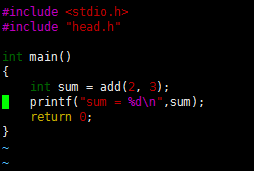 #include <stdio.h>
#include "head.h"

int main()
{
    int sum = add(2, 3);
    printf("sum = %d\n",sum);
    return 0;
}
~
~